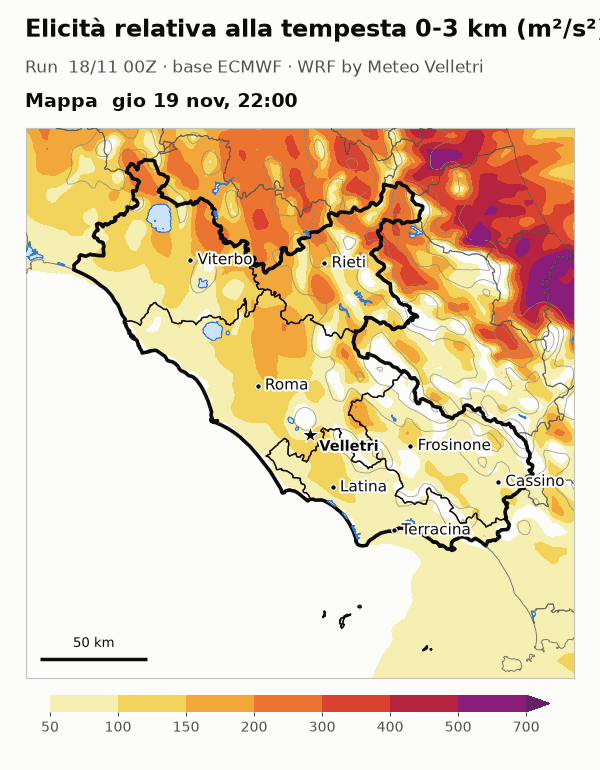 Elicità relativa alla tempesta 0-3 km (m²/s²)
Run 18/11 00Z · base ECMWF · WRF by Meteo Velletri
Mappa gio 19 nov, 22:00
Viterbo
Rieti
Roma
Velletri
Frosinone
Latina
Cassino
Terracina
50 km
50 100 150 200 300 400 500 700